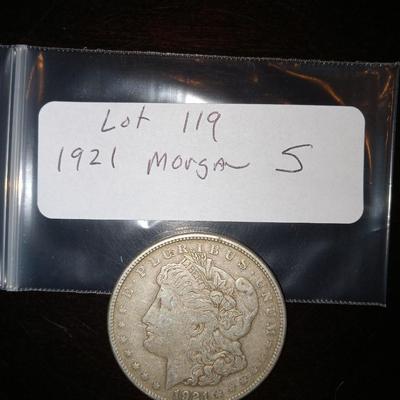 Lot 119
1921 Morgan S
E · PLURIBUS · UNUM
1921